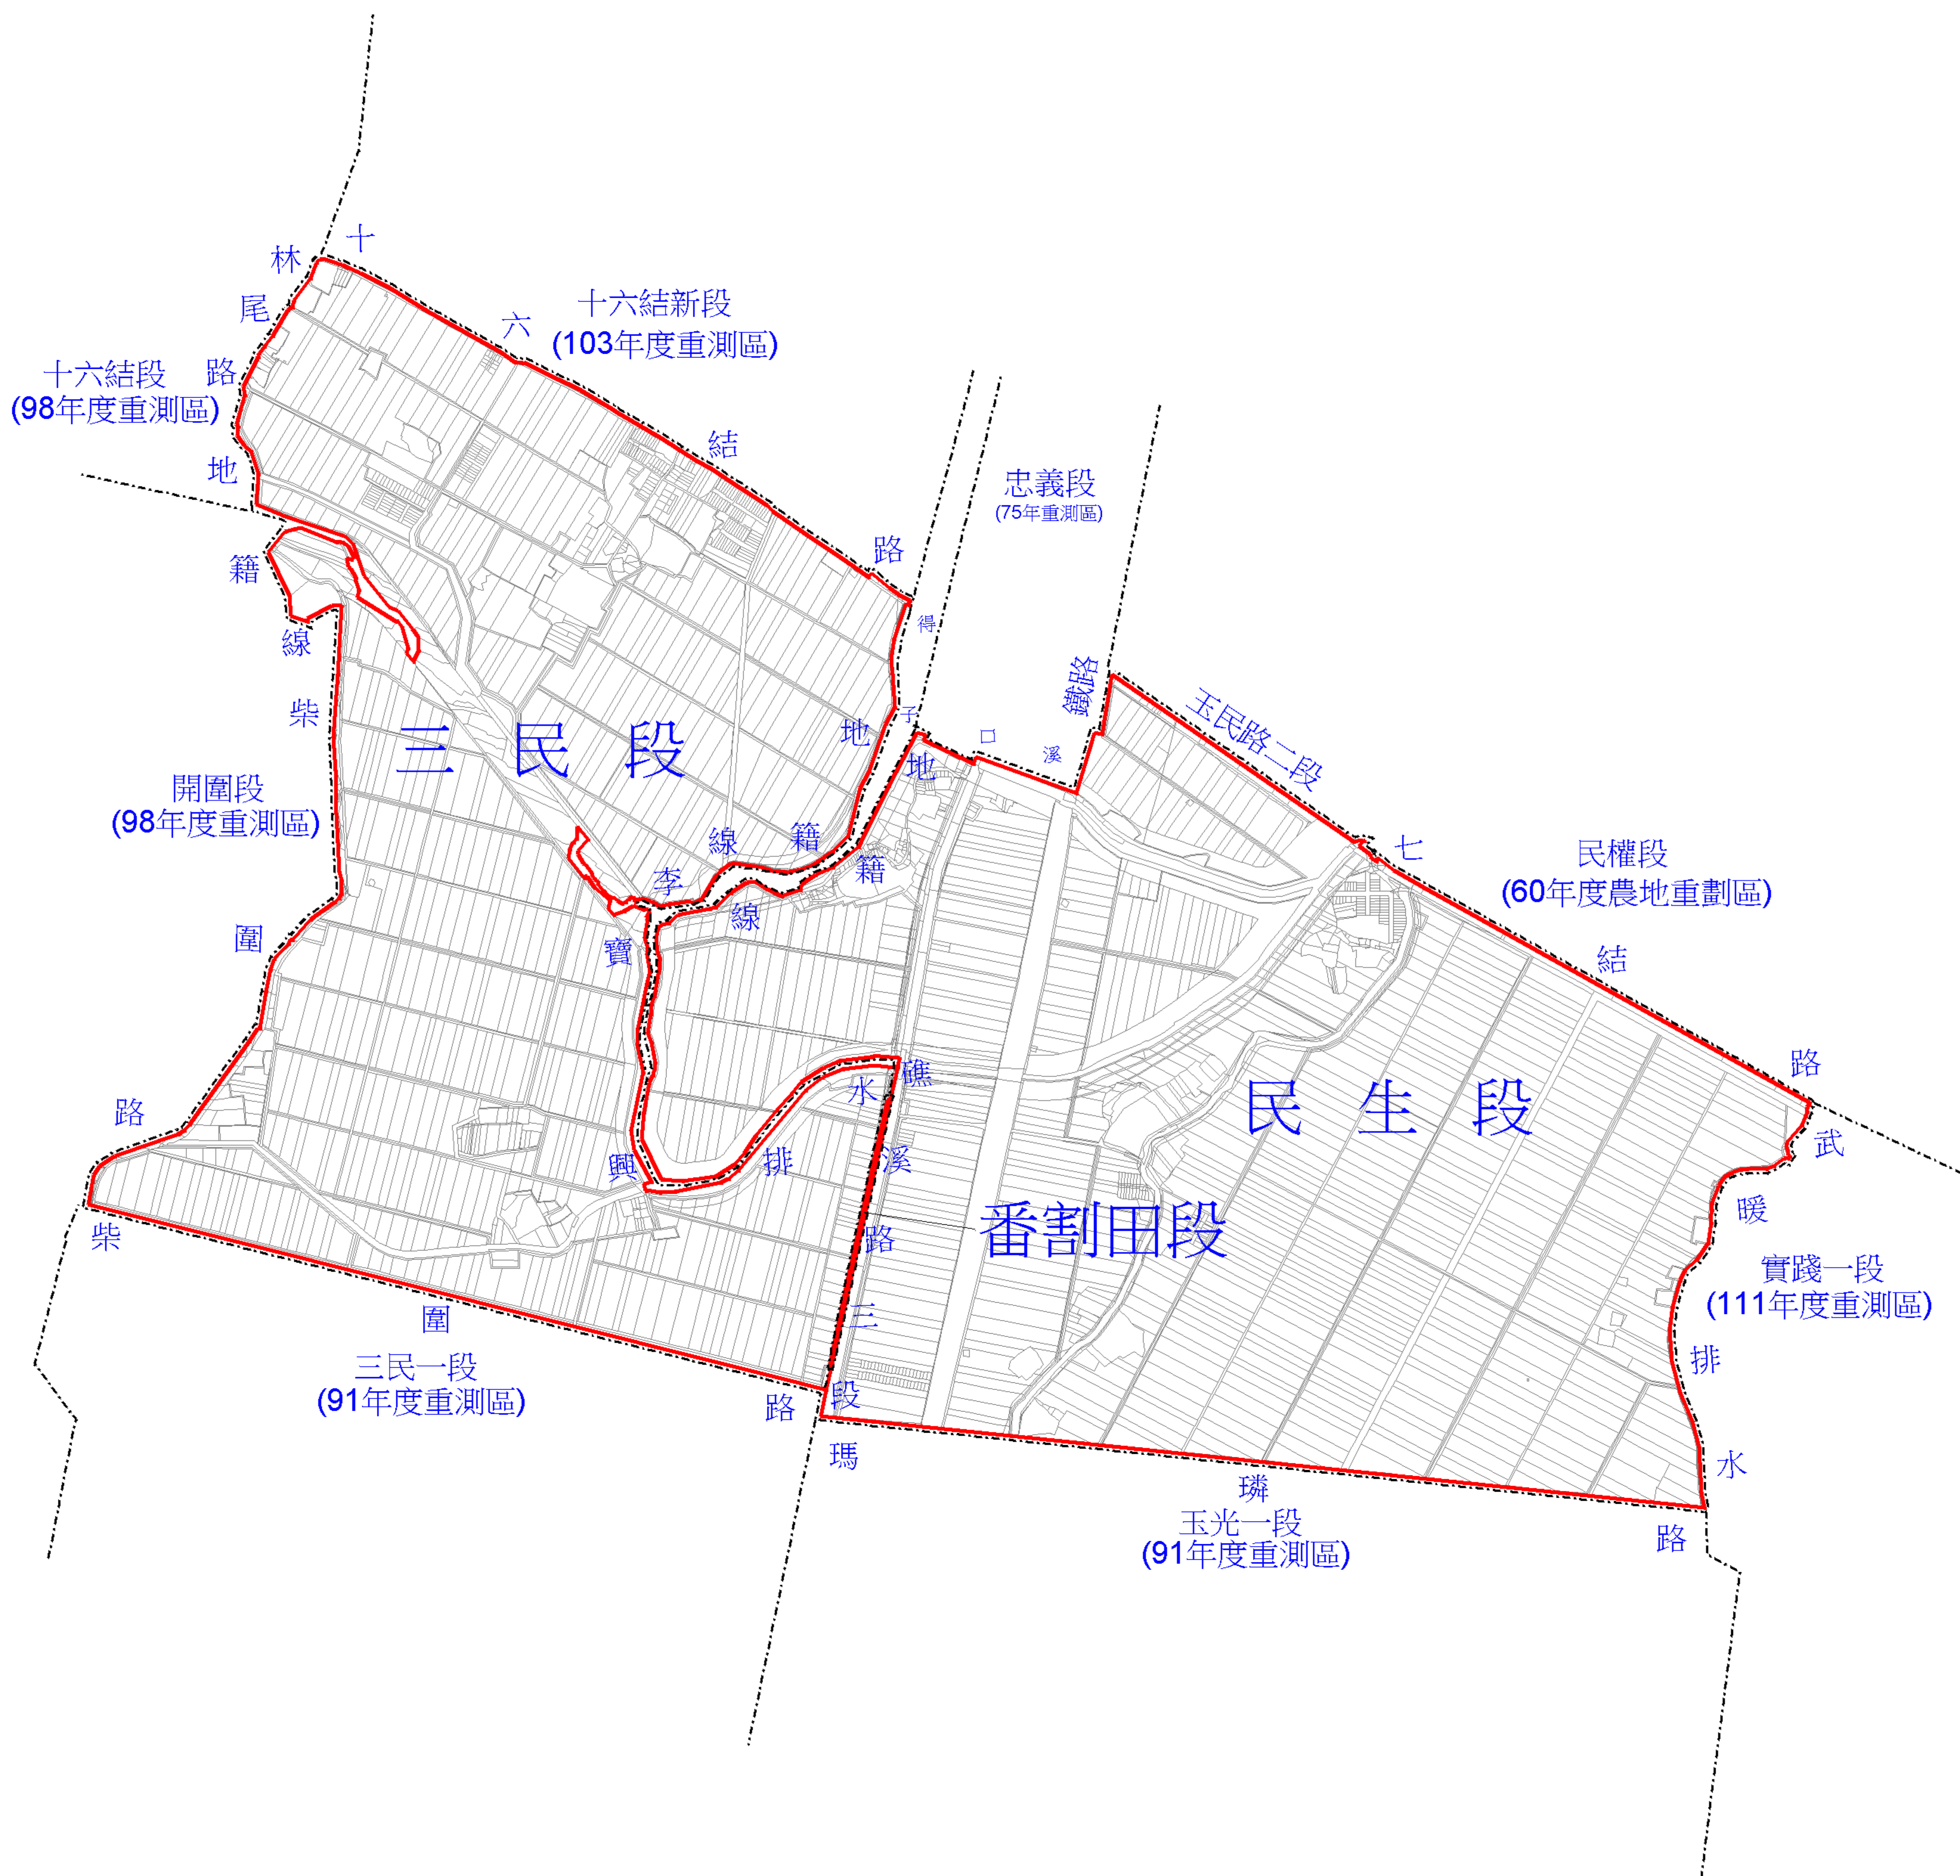 十六結路
林尾路
地籍線
十六結新段
(103年度重測區)
十六結段
(98年度重測區)
忠義段
(75年重測區)
得子口溪
鐵路
玉民路二段
三民段
地籍線
地籍線
開圍段
(98年度重測區)
柴圍路
七結路
民權段
(60年度農地重劃區)
李寶興排水
礁溪路三段
民生段
番割田段
武暖排水
實踐一段
(111年度重測區)
柴圍路
三民一段
(91年度重測區)
瑪璘路
玉光一段
(91年度重測區)